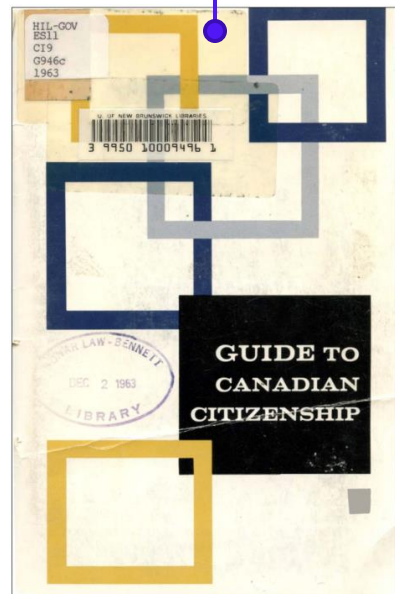 HIL-GOV
ES11
CI9
G946c
1963
U. OF NEW BRUNSWICK LIBRARIES
3 9950 10009496 1
GUIDE TO
CANADIAN
CITIZENSHIP
LAW-BENNETT
DEC 2 1963
LIBRARY